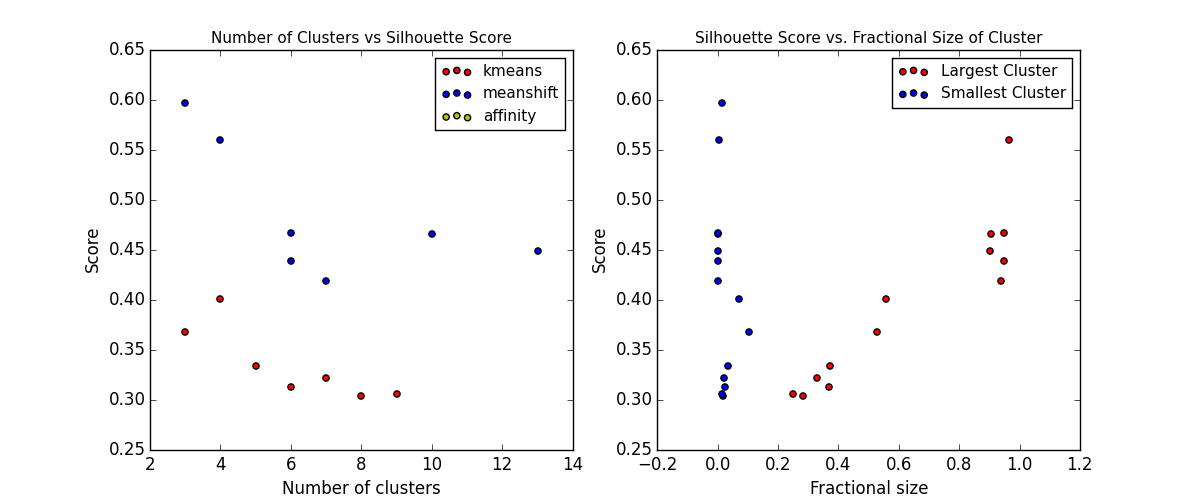 Number of Clusters vs Silhouette Score
0.65
0.60
0.55
0.50
0.45
0.40
0.35
0.30
0.25
Score
kmeans
meanshift
affinity
2 4 6 8 10 12 14
Number of clusters
Silhouette Score vs. Fractional Size of Cluster
0.65
0.60
0.55
0.50
0.45
0.40
0.35
0.30
0.25
Score
Largest Cluster
Smallest Cluster
−0.2 0.0 0.2 0.4 0.6 0.8 1.0 1.2
Fractional size